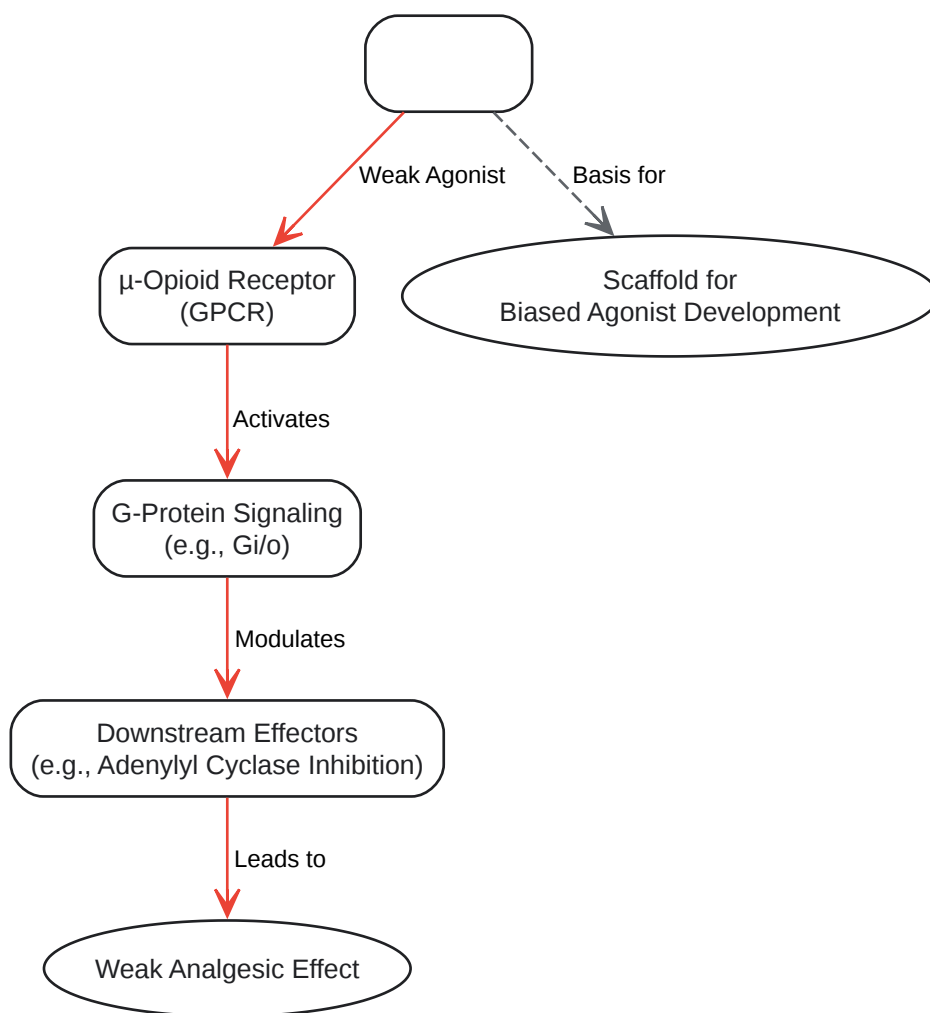 Weak Agonist
Basis for
µ-Opioid Receptor
(GPCR)
Scaffold for
Biased Agonist Development
Activates
G-Protein Signaling
(e.g., Gi/o)
Modulates
Downstream Effectors
(e.g., Adenylyl Cyclase Inhibition)
Leads to
Weak Analgesic Effect